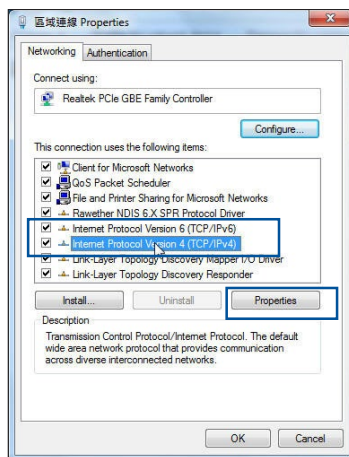 區域連線 Properties
Networking
Authentication
Connect using:
Realtek PCIe GBE Family Controller
Configure...
This connection uses the following items:
Client for Microsoft Networks
QoS Packet Scheduler
File and Printer Sharing for Microsoft Networks
Rawether NDIS 6.X SPR Protocol Driver
Internet Protocol Version 6 (TCP/IPv6)
Internet Protocol Version 4 (TCP/IPv4)
Link-Layer Topology Discovery Mapper I/O Driver
Link-Layer Topology Discovery Responder
Install...
Uninstall
Properties
Description
Transmission Control Protocol/Internet Protocol. The default
wide area network protocol that provides communication
across diverse interconnected networks.
OK
Cancel